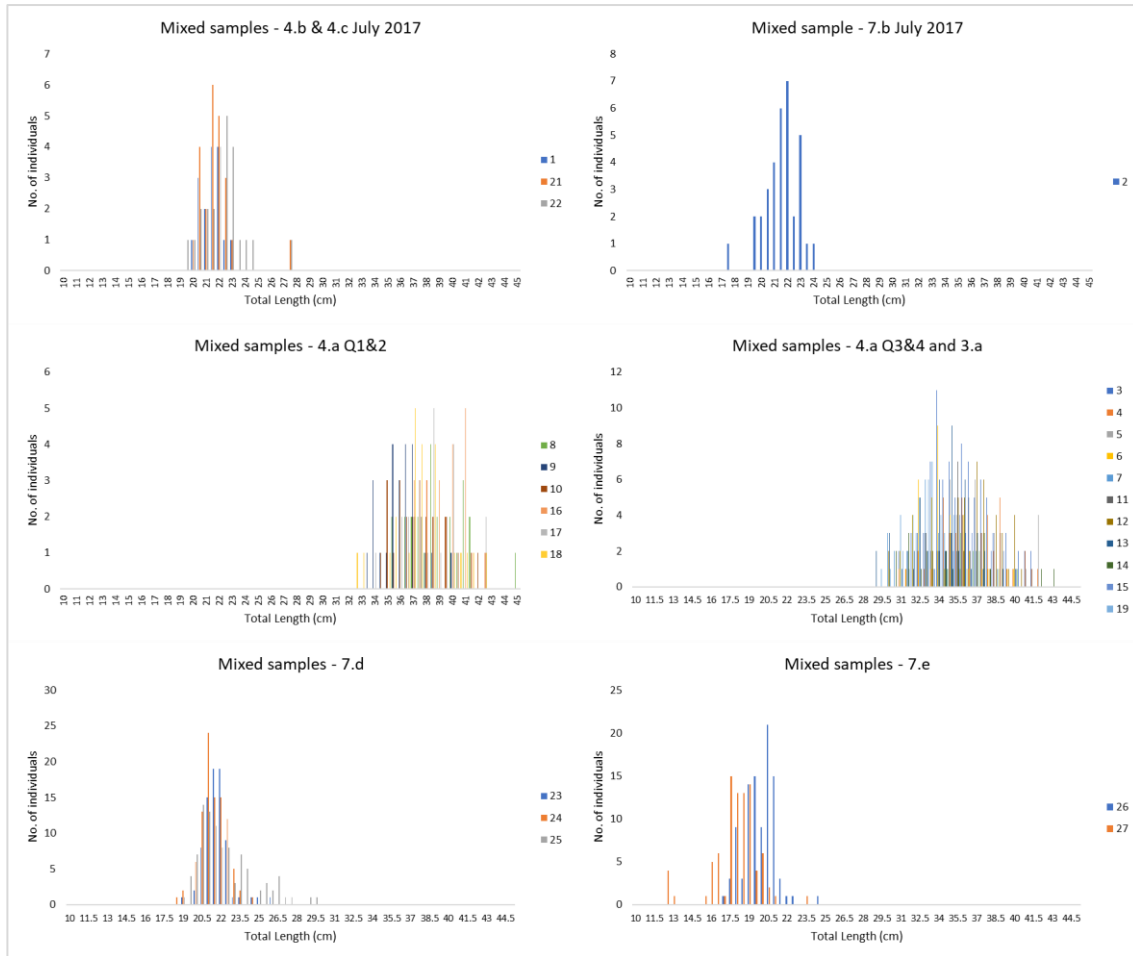 Mixed samples - 4.b & 4.c July 2017
No. of individuals
7
6
5
4
3
2
1
0
10 11 12 13 14 15 16 17 18 19 20 21 22 23 24 25 26 27 28 29 30 31 32 33 34 35 36 37 38 39 40 41 42 43 44 45
Total Length (cm)
1
21
22
Mixed sample - 7.b July 2017
No. of individuals
8
7
6
5
4
3
2
1
0
10 11 12 13 14 15 16 17 18 19 20 21 22 23 24 25 26 27 28 29 30 31 32 33 34 35 36 37 38 39 40 41 42 43 44 45
Total Length (cm)
2
Mixed samples - 4.a Q1&2
No. of individuals
6
5
4
3
2
1
0
10 11 12 13 14 15 16 17 18 19 20 21 22 23 24 25 26 27 28 29 30 31 32 33 34 35 36 37 38 39 40 41 42 43 44 45
Total Length (cm)
8
9
10
16
17
18
Mixed samples - 4.a Q3&4 and 3.a
No. of individuals
12
10
8
6
4
2
0
10 11.5 13 14.5 16 17.5 19 20.5 22 23.5 25 26.5 28 29.5 31 32.5 34 35.5 37 38.5 40 41.5 43 44.5
Total Length (cm)
3
4
5
6
7
11
12
13
14
15
19
Mixed samples - 7.d
No. of individuals
30
25
20
15
10
5
0
10 11.5 13 14.5 16 17.5 19 20.5 22 23.5 25 26.5 28 29.5 31 32.5 34 35.5 37 38.5 40 41.5 43 44.5
Total Length (cm)
23
24
25
Mixed samples - 7.e
No. of individuals
25
20
15
10
5
0
10 11.5 13 14.5 16 17.5 19 20.5 22 23.5 25 26.5 28 29.5 31 32.5 34 35.5 37 38.5 40 41.5 43 44.5
Total Length (cm)
26
27